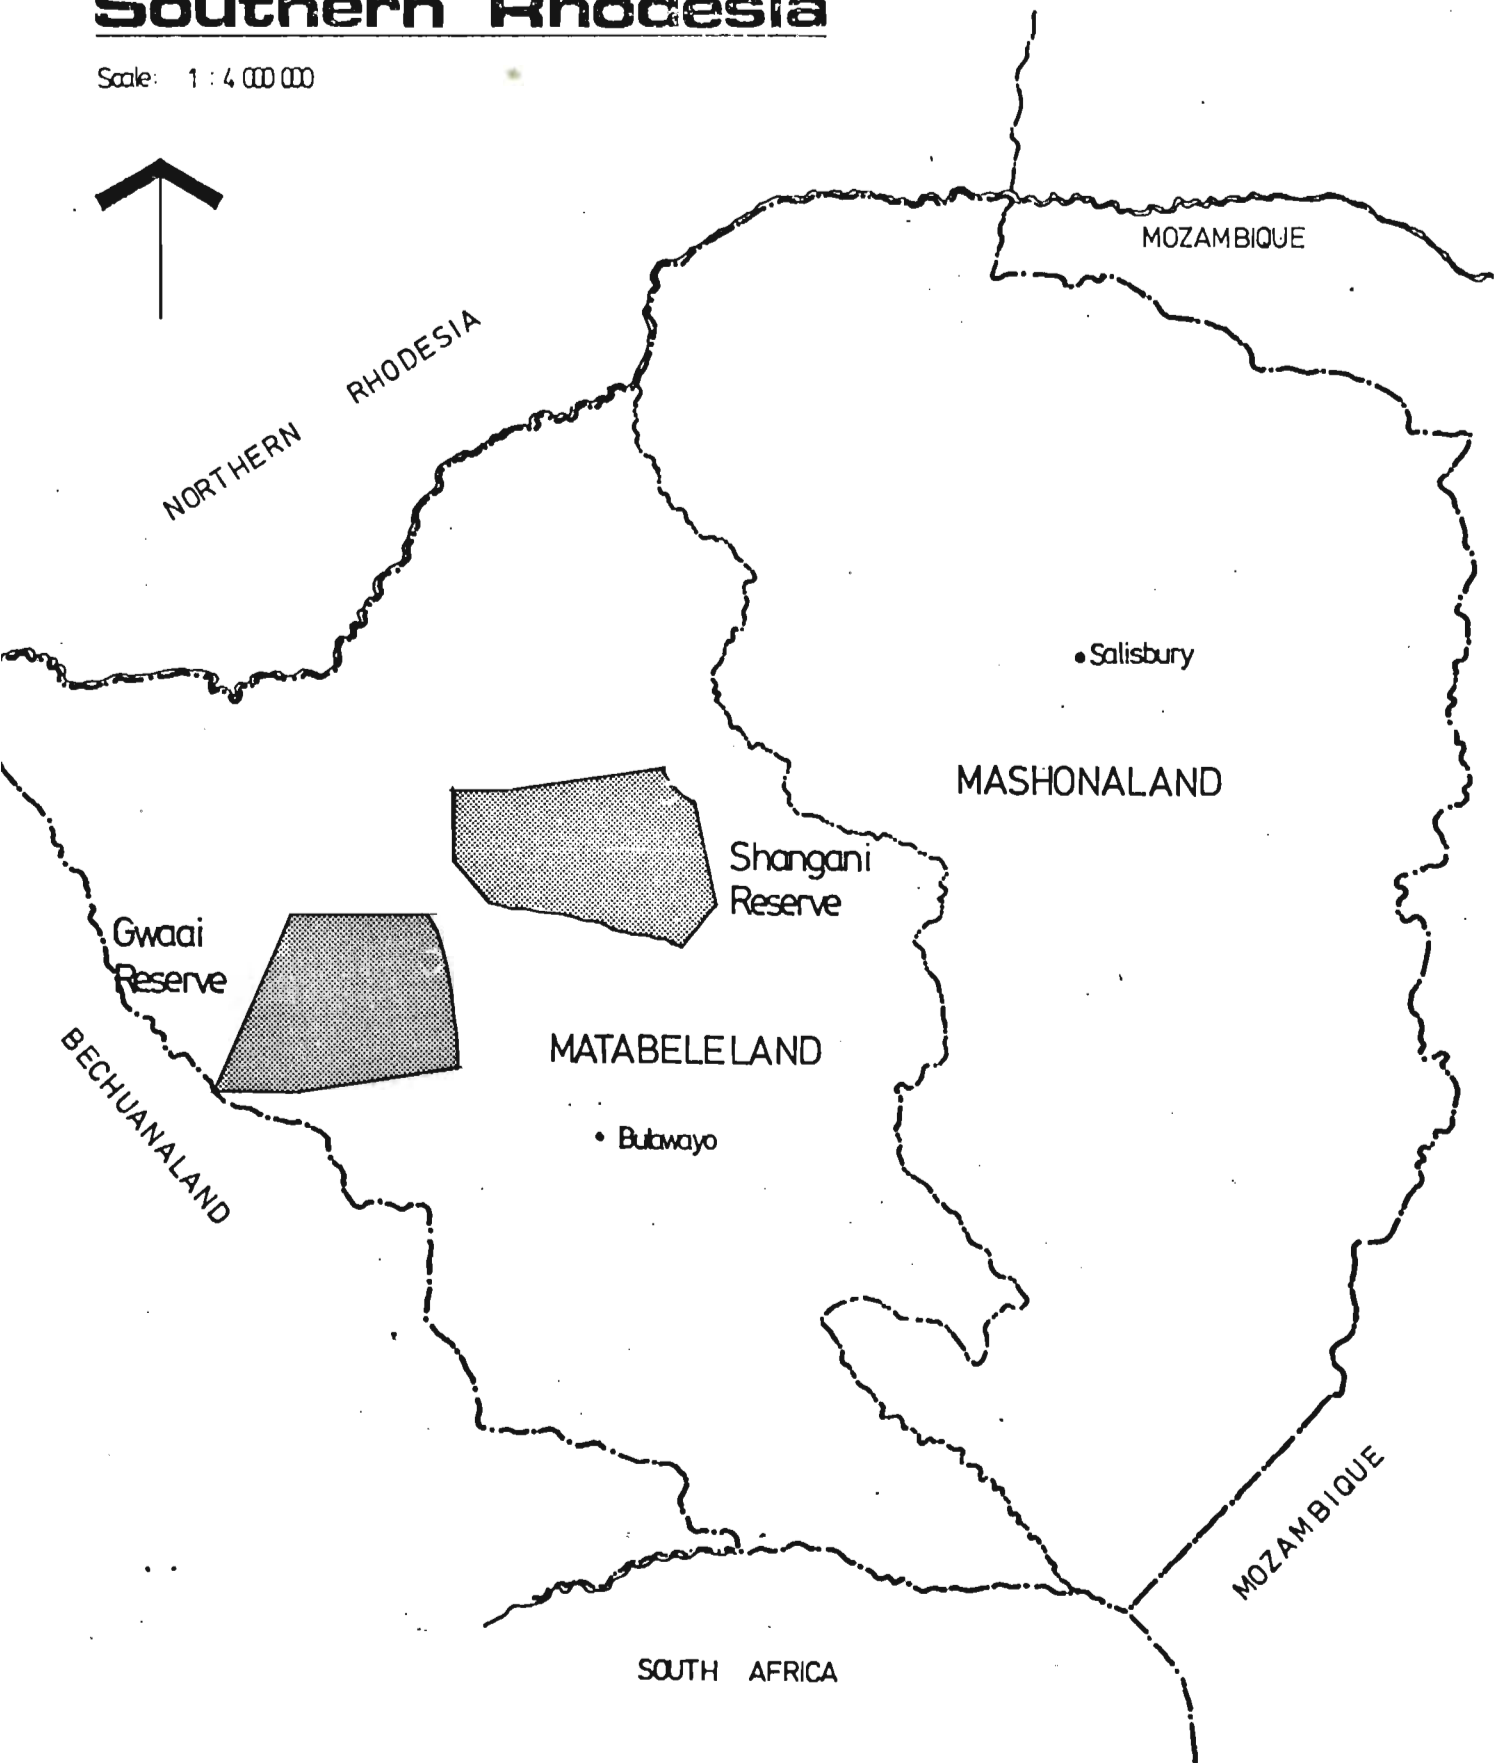 Southern Rhodesia
Scale: 1 : 4 000 000
MOZAMBIQUE
NORTHERN RHODESIA
Salisbury
MASHONALAND
Shangani
Reserve
Gwaai
Reserve
MATABELELAND
BECHUANALAND
Bulawayo
MOZAMBIQUE
SOUTH AFRICA